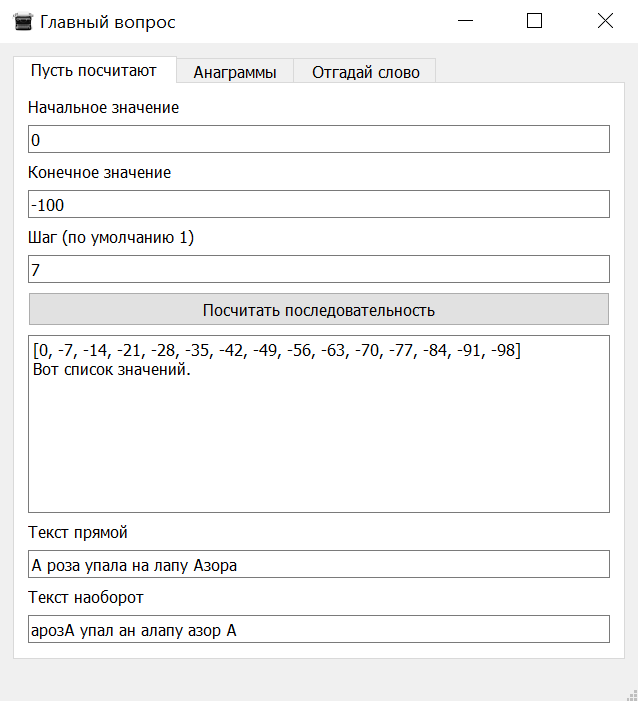 Главный вопрос
Пусть посчитают Анаграммы Отгадай слово
Начальное значение
0
Конечное значение
-100
Шаг (по умолчанию 1)
7
Посчитать последовательность
[0, -7, -14, -21, -28, -35, -42, -49, -56, -63, -70, -77, -84, -91, -98]
Вот список значений.
Текст прямой
А роза упала на лапу Азора
Текст наоборот
арозА упал ан алапу азор А